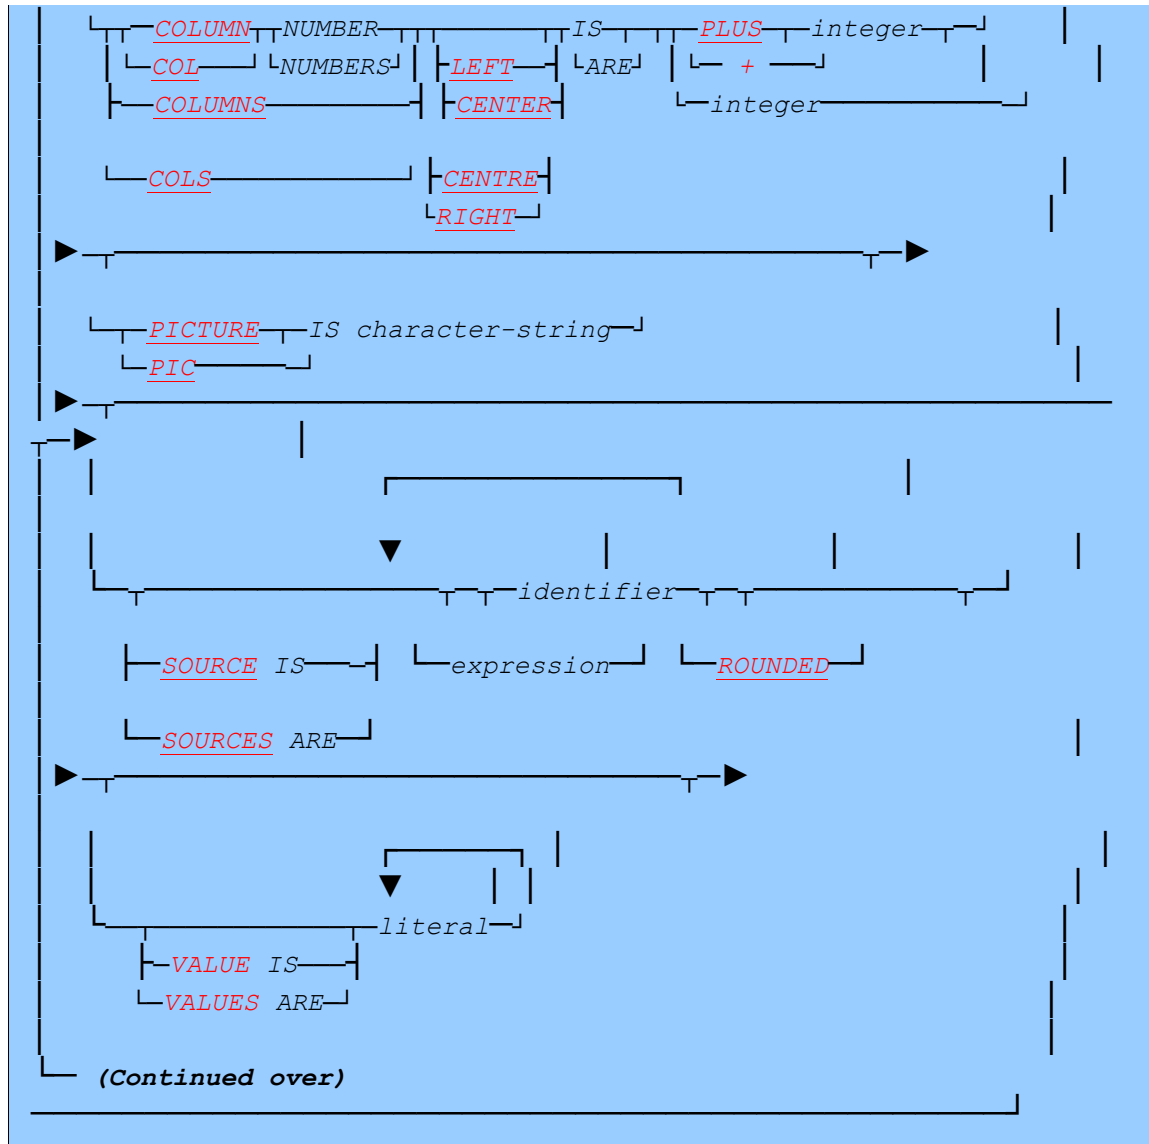 COLUMN NUMBER IS PLUS integer
COL NUMBERS LEFT ARE +
COLUMNS CENTER integer
COLS CENTRE
RIGHT
PICTURE IS character-string
PIC
identifier
SOURCE IS expression ROUNDED
SOURCES ARE
literal
VALUE IS
VALUES ARE
(Continued over)